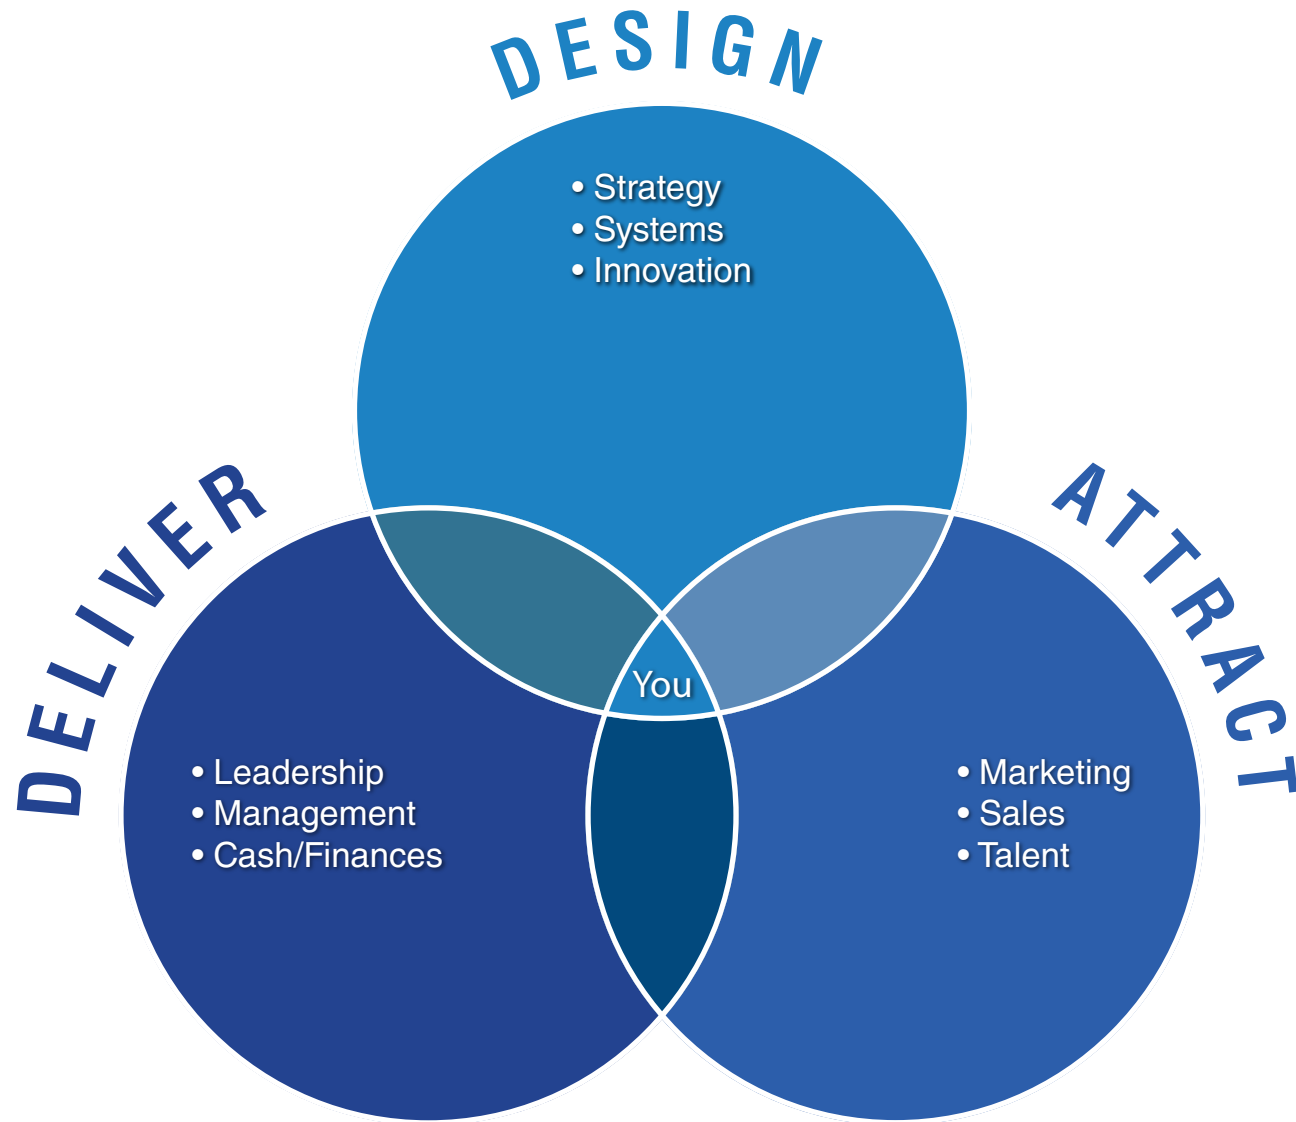 DESIGN
• Strategy
• Systems
• Innovation
DELIVER
ATTRACT
You
• Leadership
• Management
• Cash/Finances
• Marketing
• Sales
• Talent